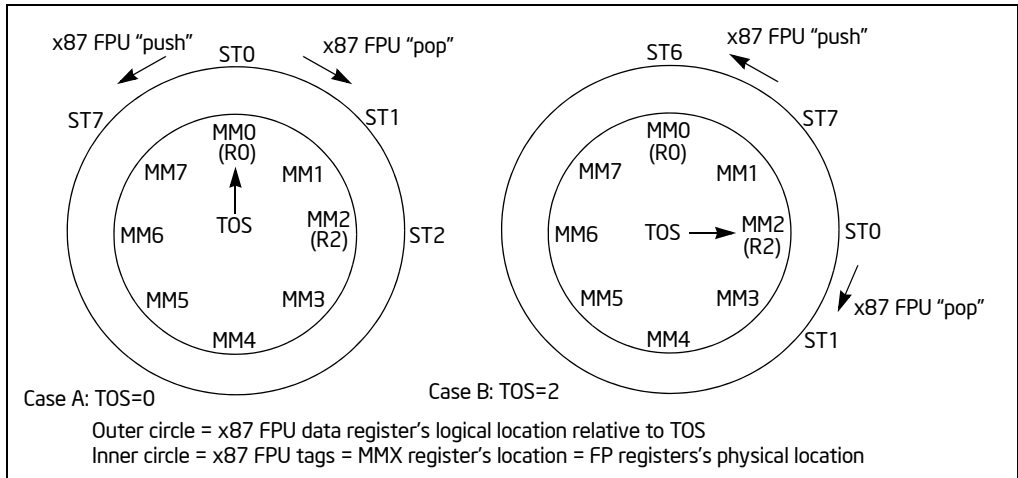 x87 FPU “push”
x87 FPU “pop”
ST0
ST7
ST1
MM0
(R0)
MM7
MM1
TOS
MM6
MM2
(R2)
ST2
MM5
MM3
MM4
Case A: TOS=0
x87 FPU “push”
ST6
ST7
MM0
(R0)
MM7
MM1
MM6
TOS
MM2
(R2)
ST0
MM5
MM3
x87 FPU “pop”
MM4
ST1
Case B: TOS=2
Outer circle = x87 FPU data register’s logical location relative to TOS
Inner circle = x87 FPU tags = MMX register’s location = FP registers’s physical location